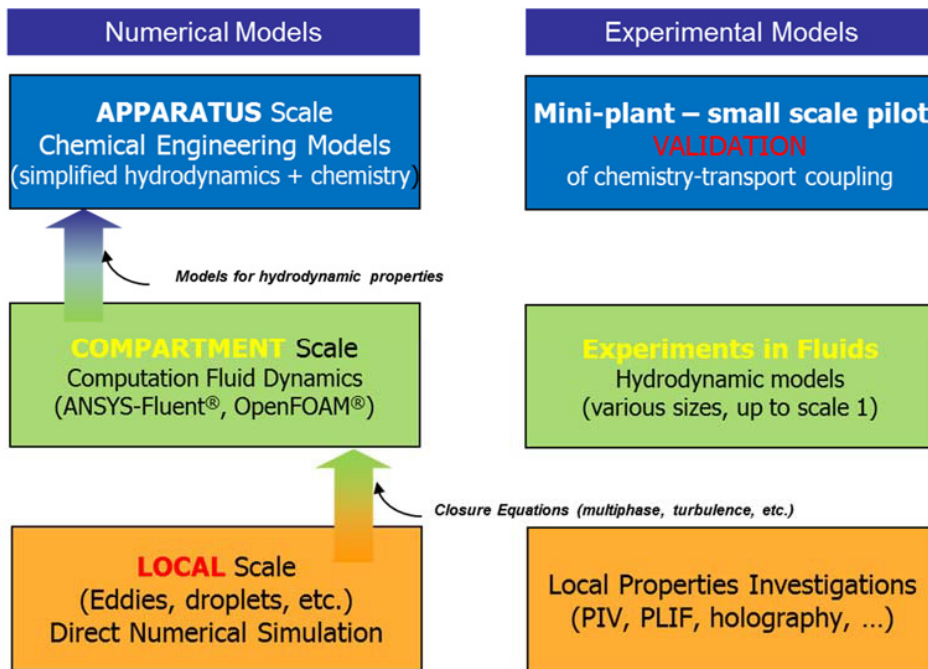 Numerical Models
Experimental Models
APPARATUS Scale
Chemical Engineering Models
(simplified hydrodynamics + chemistry)
Mini-plant – small scale pilot
VALIDATION
of chemistry-transport coupling
Models for hydrodynamic properties
COMPARTMENT Scale
Computation Fluid Dynamics
(ANSYS-Fluent®, OpenFOAM®)
Experiments in Fluids
Hydrodynamic models
(various sizes, up to scale 1)
Closure Equations (multiphase, turbulence, etc.)
LOCAL Scale
(Eddies, droplets, etc.)
Direct Numerical Simulation
Local Properties Investigations
(PIV, PLIF, holography, ...)